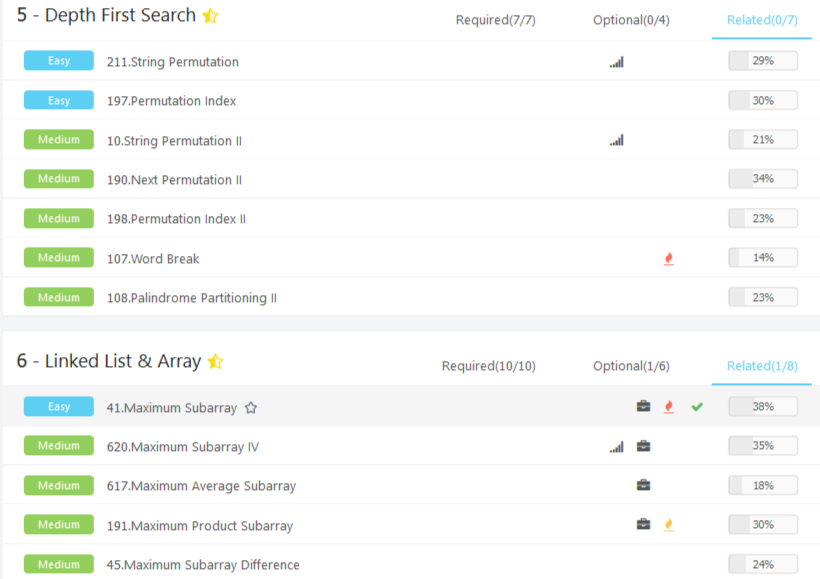 5 - Depth First Search Required(7/7) Optional(0/4) Related(0/7)
Easy 211.String Permutation 29%
Easy 197.Permutation Index 30%
Medium 10.String Permutation II 21%
Medium 190.Next Permutation II 34%
Medium 198.Permutation Index II 23%
Medium 107.Word Break 14%
Medium 108.Palindrome Partitioning II 23%
6 - Linked List & Array Required(10/10) Optional(1/6) Related(1/8)
Easy 41.Maximum Subarray 38%
Medium 620.Maximum Subarray IV 35%
Medium 617.Maximum Average Subarray 18%
Medium 191.Maximum Product Subarray 30%
Medium 45.Maximum Subarray Difference 24%